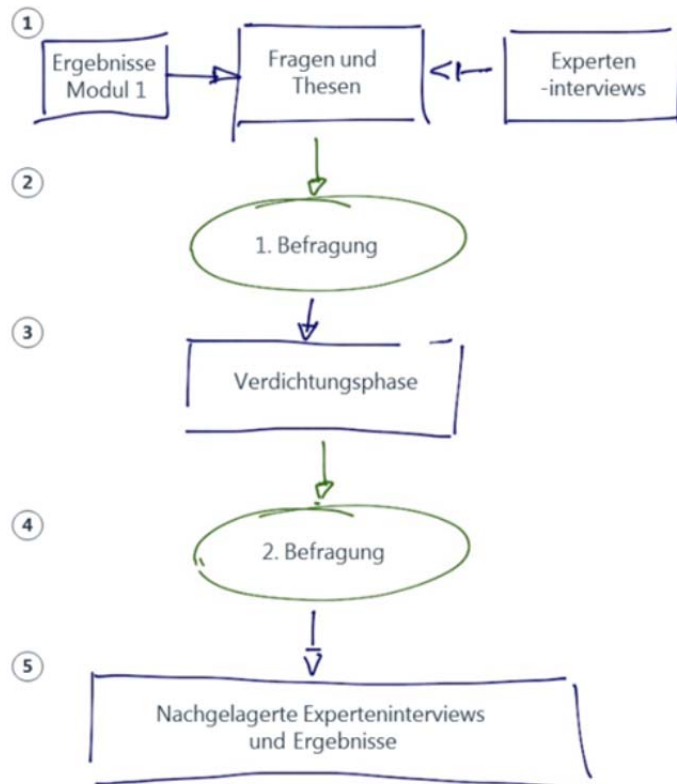 1
Ergebnisse
Modul 1
Fragen und
Thesen
Experten
-interviews
2
1. Befragung
3
Verdichtungsphase
4
2. Befragung
5
Nachgelagerte Experteninterviews
und Ergebnisse